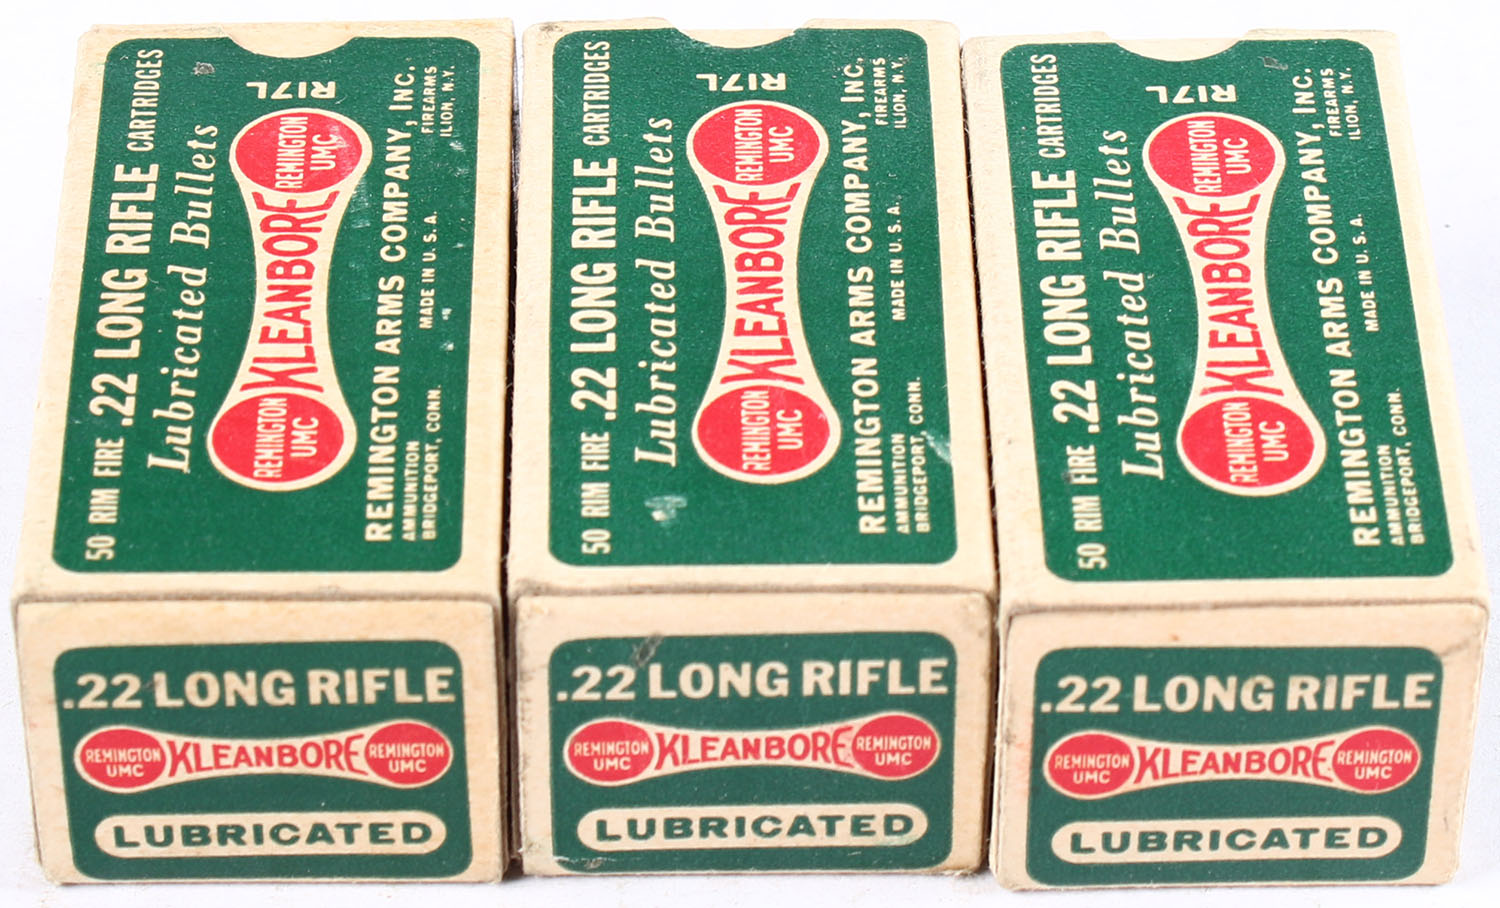 50 RIM FIRE .22 LONG RIFLE CARTRIDGES
Lubricated Bullets
R17L
REMINGTON UMC
KLEANBORE
REMINGTON UMC
REMINGTON ARMS COMPANY, INC.
AMMUNITION
BRIDGEPORT, CONN.
MADE IN U.S.A.
FIREARMS
ILION, N.Y.
.22 LONG RIFLE
REMINGTON UMC
KLEANBORE
REMINGTON UMC
LUBRICATED
50 RIM FIRE .22 LONG RIFLE CARTRIDGES
Lubricated Bullets
R17L
REMINGTON UMC
KLEANBORE
REMINGTON UMC
REMINGTON ARMS COMPANY, INC.
AMMUNITION
BRIDGEPORT, CONN.
MADE IN U.S.A.
FIREARMS
ILION, N.Y.
.22 LONG RIFLE
REMINGTON UMC
KLEANBORE
REMINGTON UMC
LUBRICATED
50 RIM FIRE .22 LONG RIFLE CARTRIDGES
Lubricated Bullets
R17L
REMINGTON UMC
KLEANBORE
REMINGTON UMC
REMINGTON ARMS COMPANY, INC.
AMMUNITION
BRIDGEPORT, CONN.
MADE IN U.S.A.
FIREARMS
ILION, N.Y.
.22 LONG RIFLE
REMINGTON UMC
KLEANBORE
REMINGTON UMC
LUBRICATED